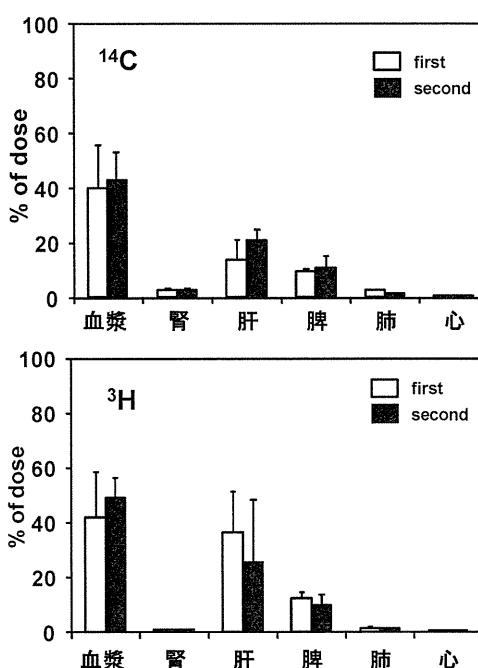 100
80
60
40
20
0
% of dose
¹⁴C
first
second
血漿 腎 肝 脾 肺 心
100
80
60
40
20
0
% of dose
³H
first
second
血漿 腎 肝 脾 肺 心